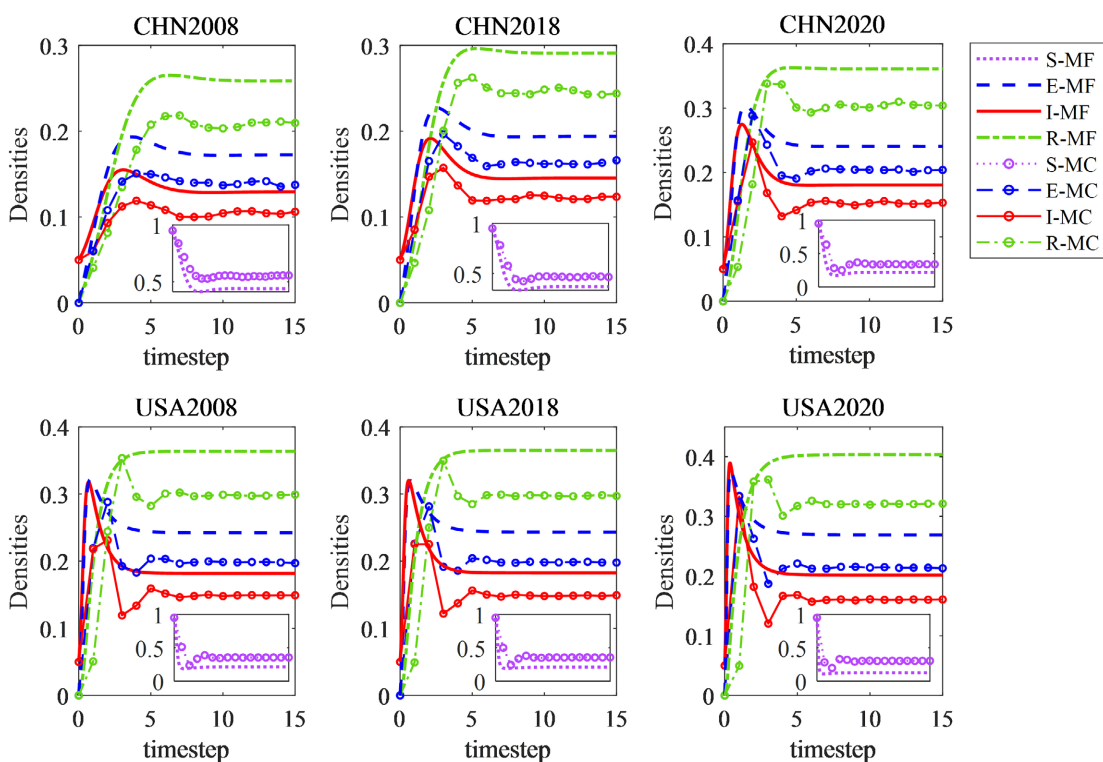 CHN2008
CHN2018
CHN2020
0.3
0.2
0.1
0
Densities
1
0.5
0 5 10 15
timestep
0.3
0.2
0.1
0
Densities
1
0.5
0 5 10 15
timestep
0.4
0.3
0.2
0.1
0
Densities
1
0.5
0
0 5 10 15
timestep
S-MF
E-MF
I-MF
R-MF
S-MC
E-MC
I-MC
R-MC
USA2008
USA2018
USA2020
0.4
0.3
0.2
0.1
0
Densities
1
0.5
0
0 5 10 15
timestep
0.4
0.3
0.2
0.1
0
Densities
1
0.5
0
0 5 10 15
timestep
0.4
0.3
0.2
0.1
0
Densities
1
0.5
0
0 5 10 15
timestep